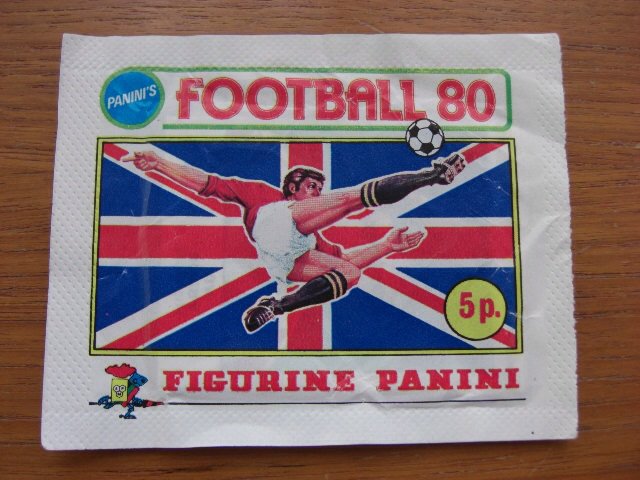 PANINI'S
FOOTBALL 80
5p.
FIGURINE PANINI